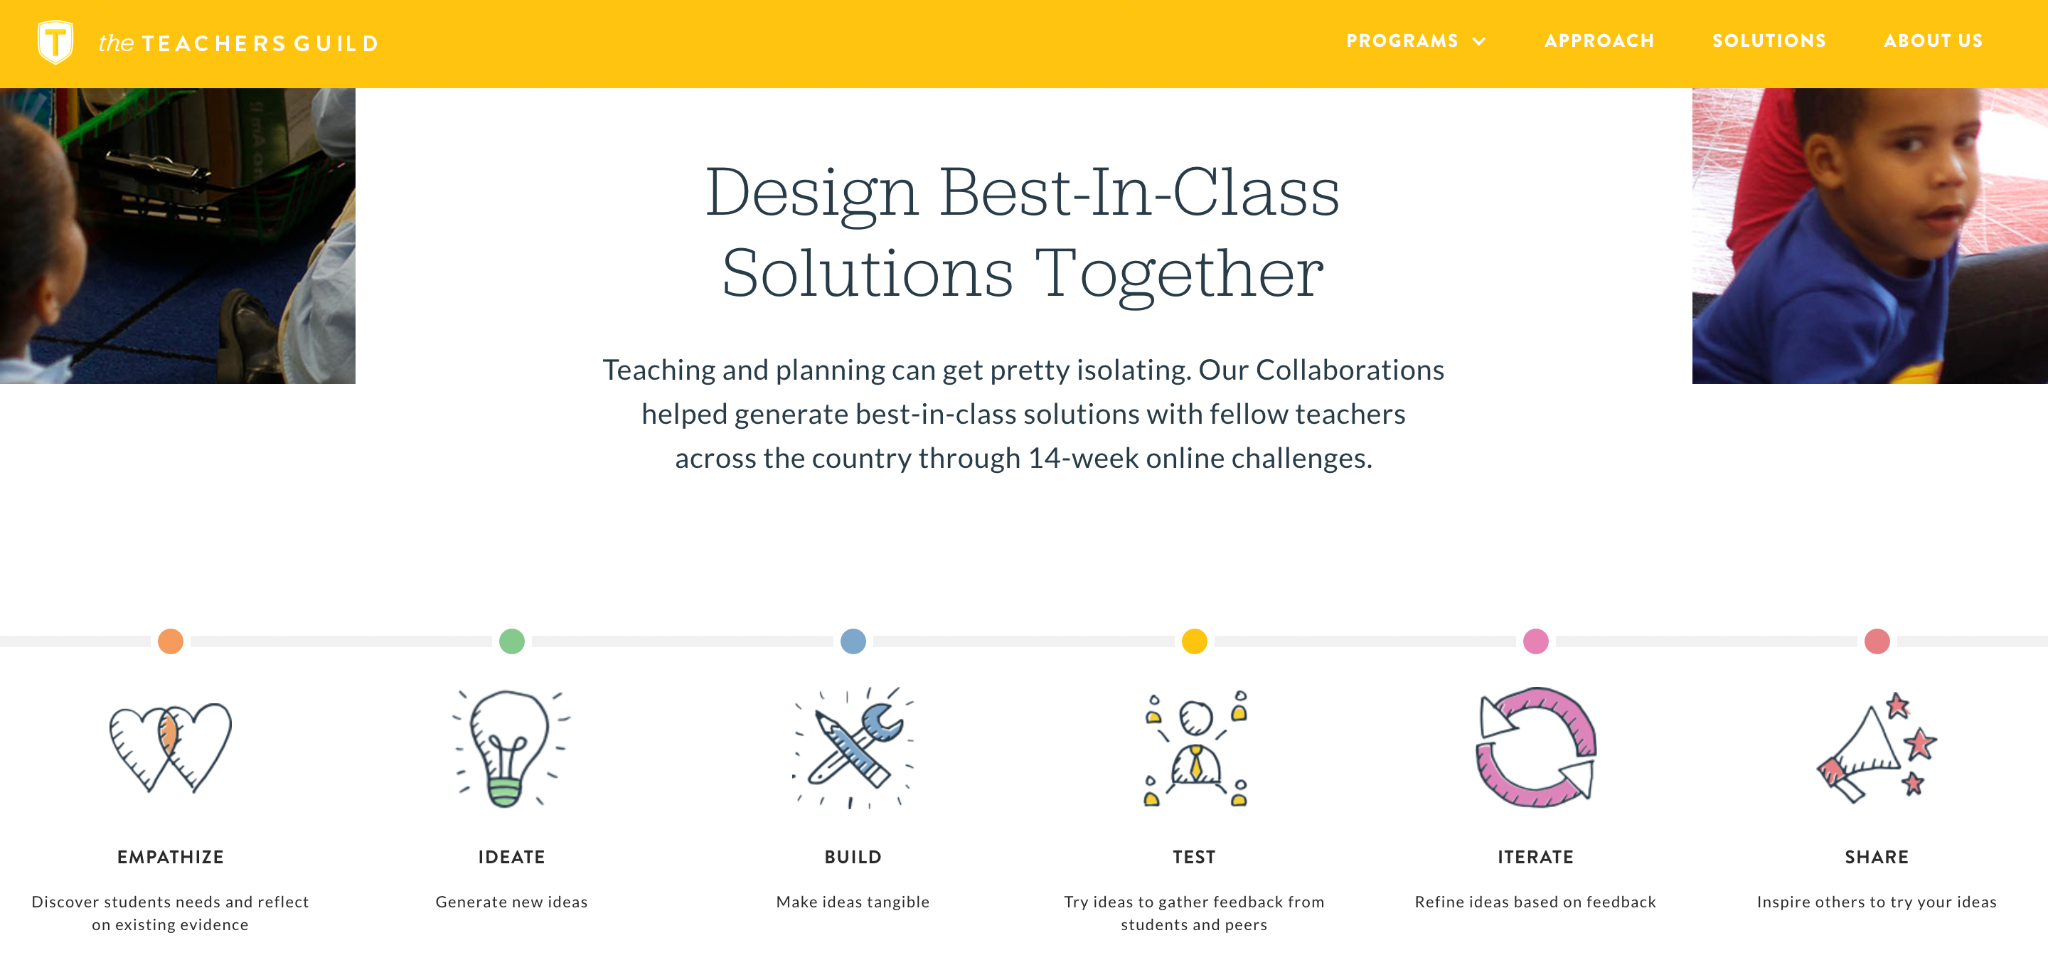 T
the TEACHERS GUILD
PROGRAMS
APPROACH
SOLUTIONS
ABOUT US
Design Best-In-Class
Solutions Together
Teaching and planning can get pretty isolating. Our Collaborations
helped generate best-in-class solutions with fellow teachers
across the country through 14-week online challenges.
EMPATHIZE
Discover students needs and reflect
on existing evidence
IDEATE
Generate new ideas
BUILD
Make ideas tangible
TEST
Try ideas to gather feedback from
students and peers
ITERATE
Refine ideas based on feedback
SHARE
Inspire others to try your ideas